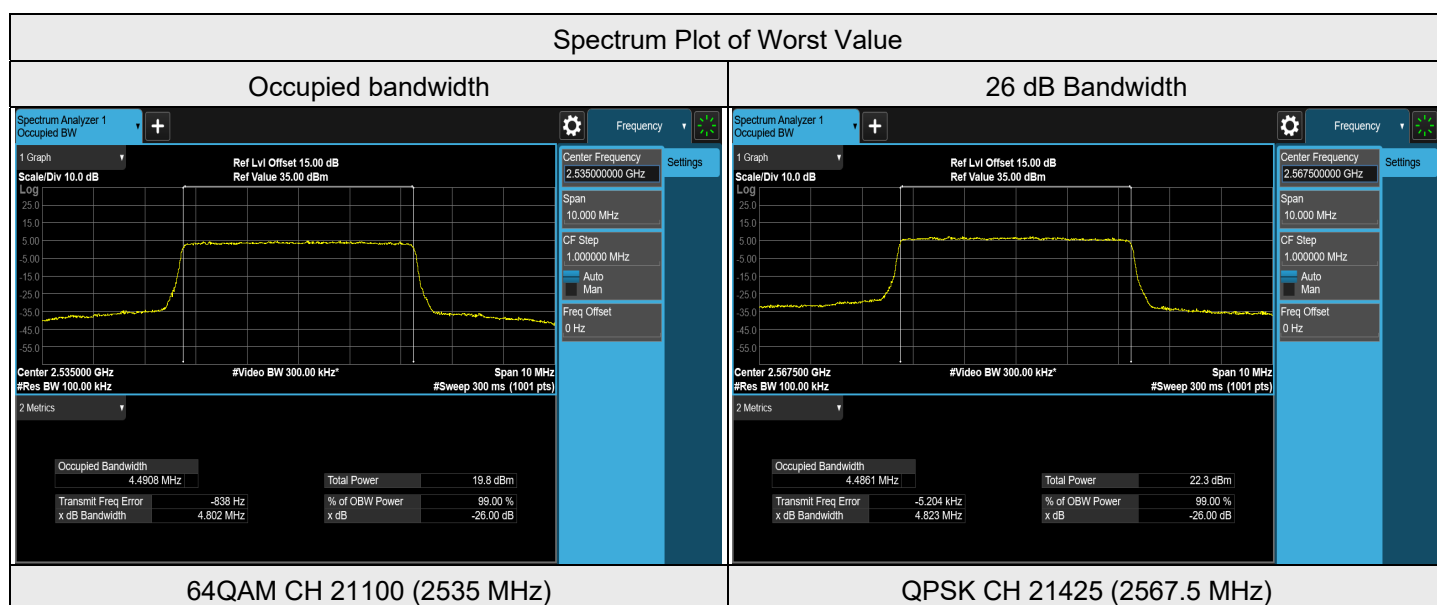 Spectrum Plot of Worst Value
Occupied bandwidth
26 dB Bandwidth
Spectrum Analyzer 1
Occupied BW
+
Frequency
1 Graph
Ref Lvl Offset 15.00 dB
Scale/Div 10.0 dB
Ref Value 35.00 dBm
Log
25.0
15.0
5.00
-5.00
-15.0
-25.0
-35.0
-45.0
-55.0
Center 2.535000 GHz
#Video BW 300.00 kHz*
Span 10 MHz
#Res BW 100.00 kHz
#Sweep 300 ms (1001 pts)
Center Frequency
2.535000000 GHz
Settings
Span
10.000 MHz
CF Step
1.000000 MHz
Auto
Man
Freq Offset
0 Hz
2 Metrics
Occupied Bandwidth
4.4908 MHz
Total Power 19.8 dBm
Transmit Freq Error -838 Hz
% of OBW Power 99.00 %
x dB Bandwidth 4.802 MHz
x dB -26.00 dB
Spectrum Analyzer 1
Occupied BW
+
Frequency
1 Graph
Ref Lvl Offset 15.00 dB
Scale/Div 10.0 dB
Ref Value 35.00 dBm
Log
25.0
15.0
5.00
-5.00
-15.0
-25.0
-35.0
-45.0
-55.0
Center 2.567500 GHz
#Video BW 300.00 kHz*
Span 10 MHz
#Res BW 100.00 kHz
#Sweep 300 ms (1001 pts)
Center Frequency
2.567500000 GHz
Settings
Span
10.000 MHz
CF Step
1.000000 MHz
Auto
Man
Freq Offset
0 Hz
2 Metrics
Occupied Bandwidth
4.4861 MHz
Total Power 22.3 dBm
Transmit Freq Error -5.204 kHz
% of OBW Power 99.00 %
x dB Bandwidth 4.823 MHz
x dB -26.00 dB
64QAM CH 21100 (2535 MHz)
QPSK CH 21425 (2567.5 MHz)